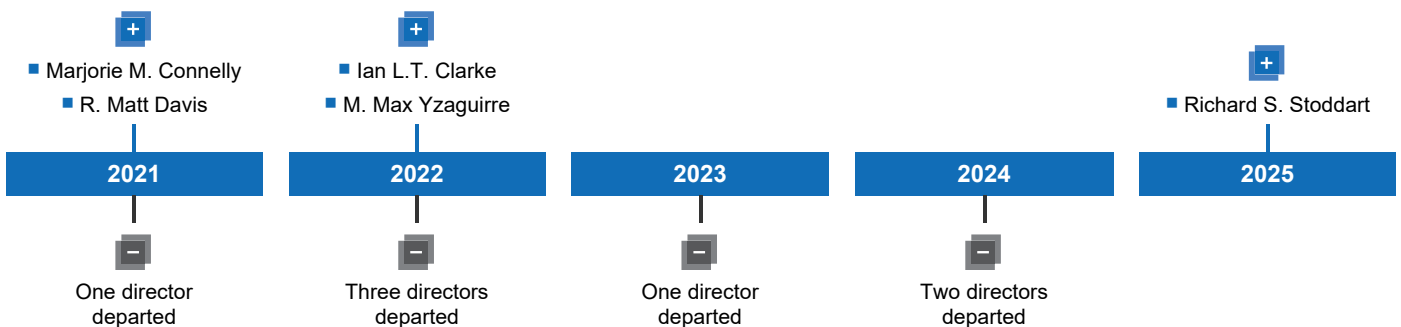 Marjorie M. Connelly
R. Matt Davis
Ian L.T. Clarke
M. Max Yzaguirre
Richard S. Stoddart
2021
2022
2023
2024
2025
One director
departed
Three directors
departed
One director
departed
Two directors
departed